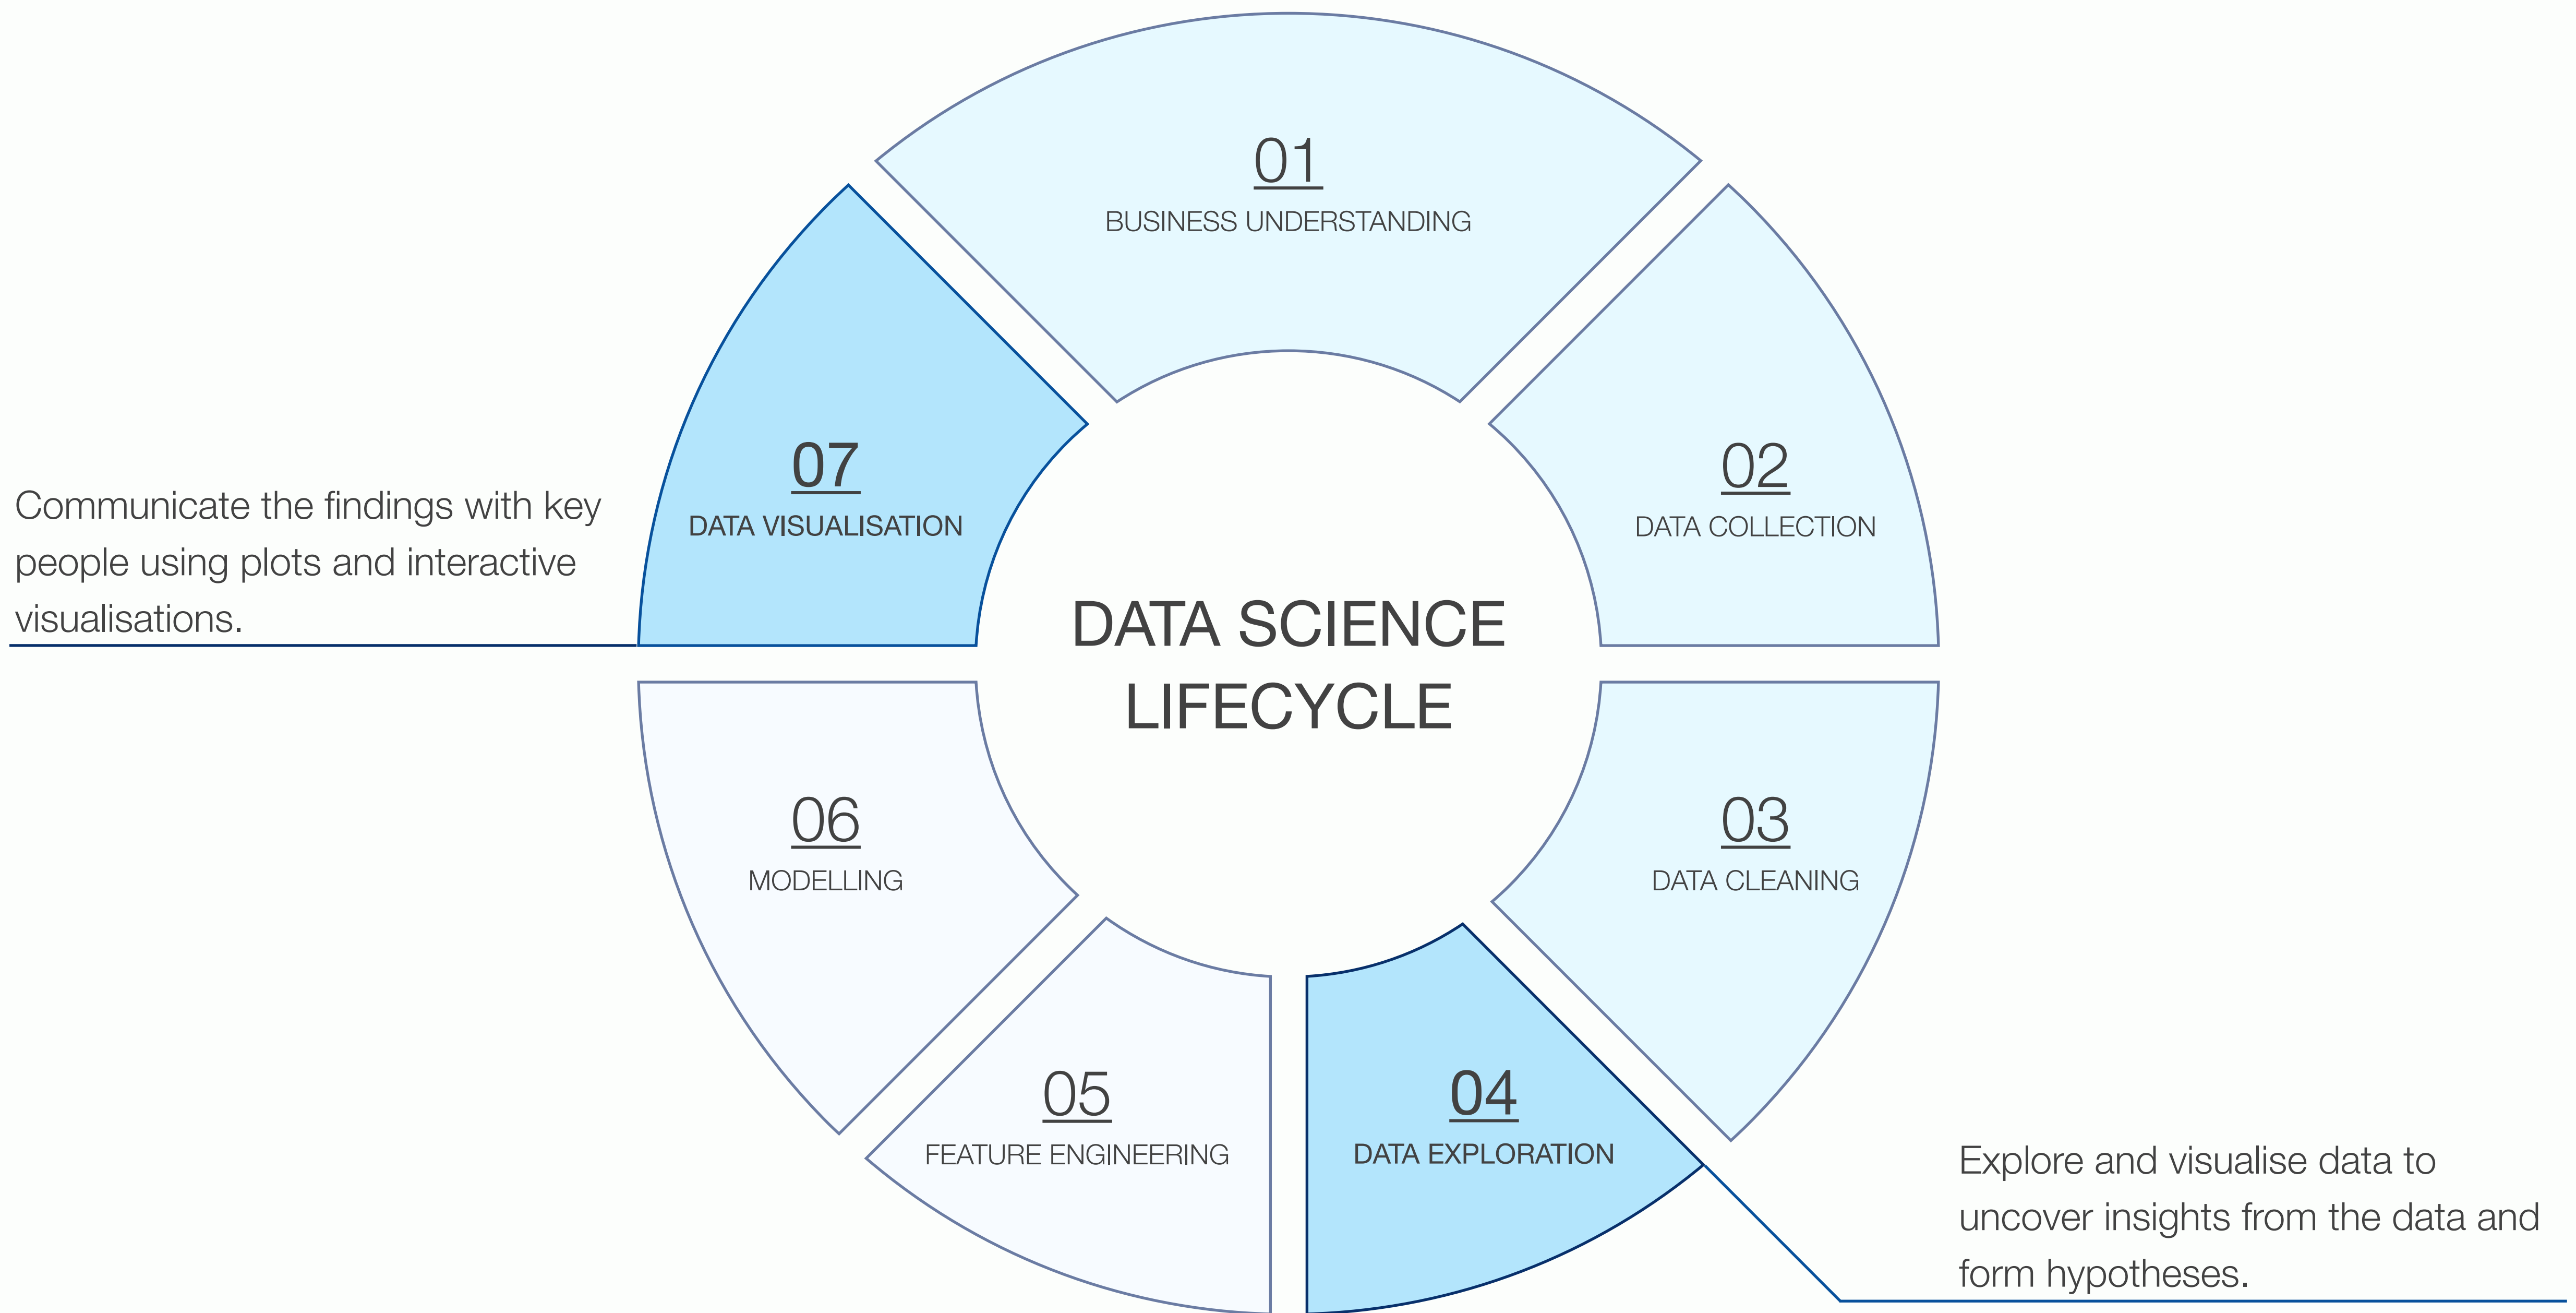 01
BUSINESS UNDERSTANDING
02
DATA COLLECTION
03
DATA CLEANING
04
DATA EXPLORATION
Explore and visualise data to
uncover insights from the data and
form hypotheses.
05
FEATURE ENGINEERING
06
MODELLING
07
DATA VISUALISATION
Communicate the findings with key
people using plots and interactive
visualisations.
DATA SCIENCE
LIFECYCLE